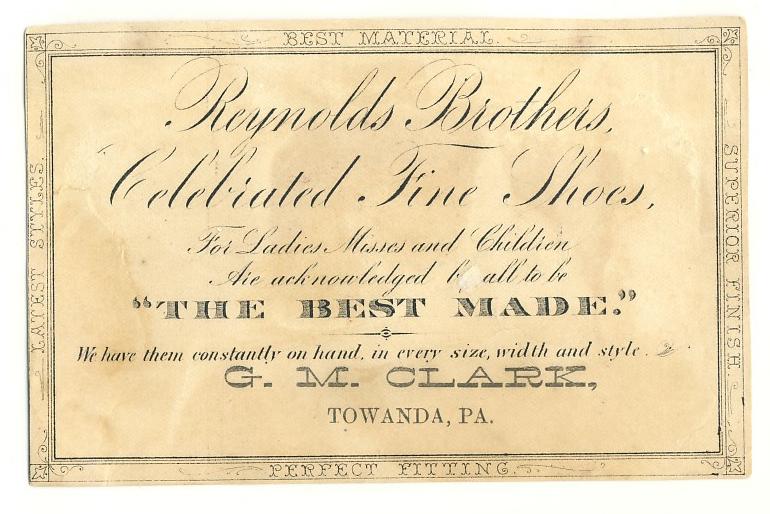 BEST MATERIAL.
Reynolds Brothers,
Celebrated Fine Shoes,
For Ladies Misses and Children
Are acknowledged by all to be
"THE BEST MADE."
We have them constantly on hand, in every size, width and style.
G. M. CLARK,
TOWANDA, PA.
LATEST STYLES.
SUPERIOR FINISH.
PERFECT FITTING.